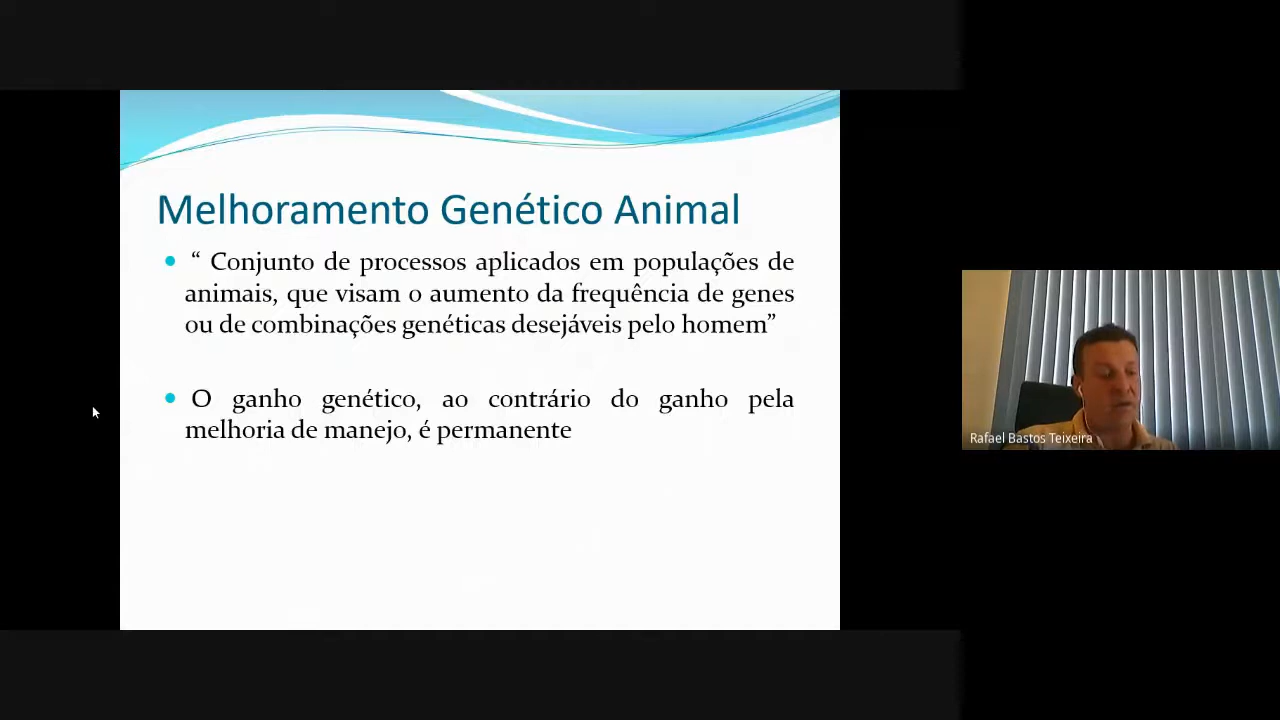 Melhoramento Genético Animal
“ Conjunto de processos aplicados em populações de
animais, que visam o aumento da frequência de genes
ou de combinações genéticas desejáveis pelo homem”
O ganho genético, ao contrário do ganho pela
melhoria de manejo, é permanente
Rafael Bastos Teixeira